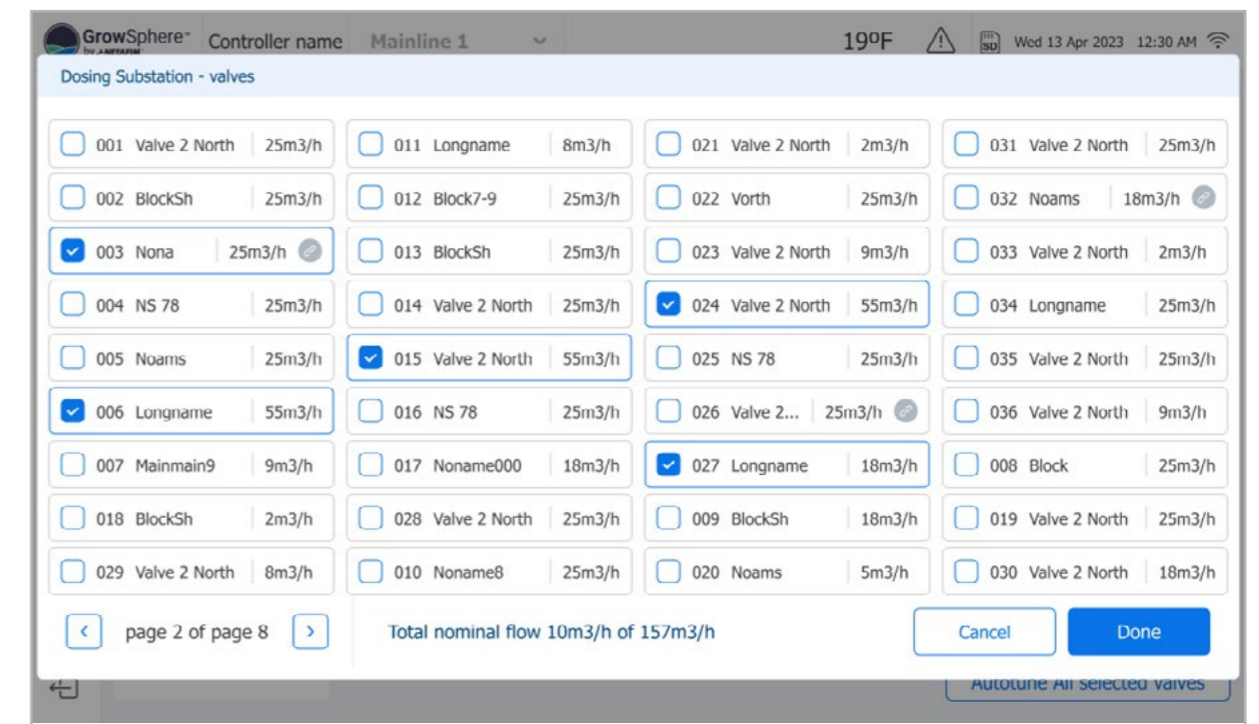 GrowSphere™ Controller name Mainline 1 19ºF SD Wed 13 Apr 2023 12:30 AM
by NETAFIM
Dosing Substation - valves
001 Valve 2 North 25m3/h 011 Longname 8m3/h 021 Valve 2 North 2m3/h 031 Valve 2 North 25m3/h
002 BlockSh 25m3/h 012 Block7-9 25m3/h 022 Vorth 25m3/h 032 Noams 18m3/h
003 Nona 25m3/h 013 BlockSh 25m3/h 023 Valve 2 North 9m3/h 033 Valve 2 North 2m3/h
004 NS 78 25m3/h 014 Valve 2 North 25m3/h 024 Valve 2 North 55m3/h 034 Longname 25m3/h
005 Noams 25m3/h 015 Valve 2 North 55m3/h 025 NS 78 25m3/h 035 Valve 2 North 25m3/h
006 Longname 55m3/h 016 NS 78 25m3/h 026 Valve 2... 25m3/h 036 Valve 2 North 9m3/h
007 Mainmain9 9m3/h 017 Noname000 18m3/h 027 Longname 18m3/h 008 Block 25m3/h
018 BlockSh 2m3/h 028 Valve 2 North 25m3/h 009 BlockSh 18m3/h 019 Valve 2 North 25m3/h
029 Valve 2 North 8m3/h 010 Noname8 25m3/h 020 Noams 5m3/h 030 Valve 2 North 18m3/h
page 2 of page 8 Total nominal flow 10m3/h of 157m3/h Cancel Done
Autotune All selected valves